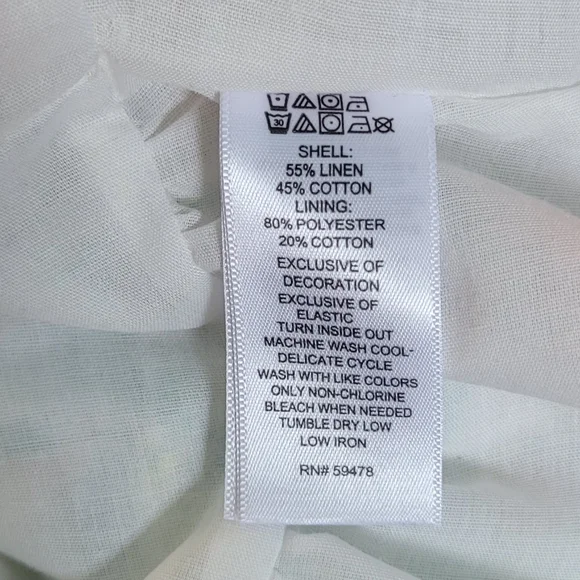 30
SHELL:
55% LINEN
45% COTTON
LINING:
80% POLYESTER
20% COTTON
EXCLUSIVE OF
DECORATION
EXCLUSIVE OF
ELASTIC
TURN INSIDE OUT
MACHINE WASH COOL-
DELICATE CYCLE
WASH WITH LIKE COLORS
ONLY NON-CHLORINE
BLEACH WHEN NEEDED
TUMBLE DRY LOW
LOW IRON
RN# 59478